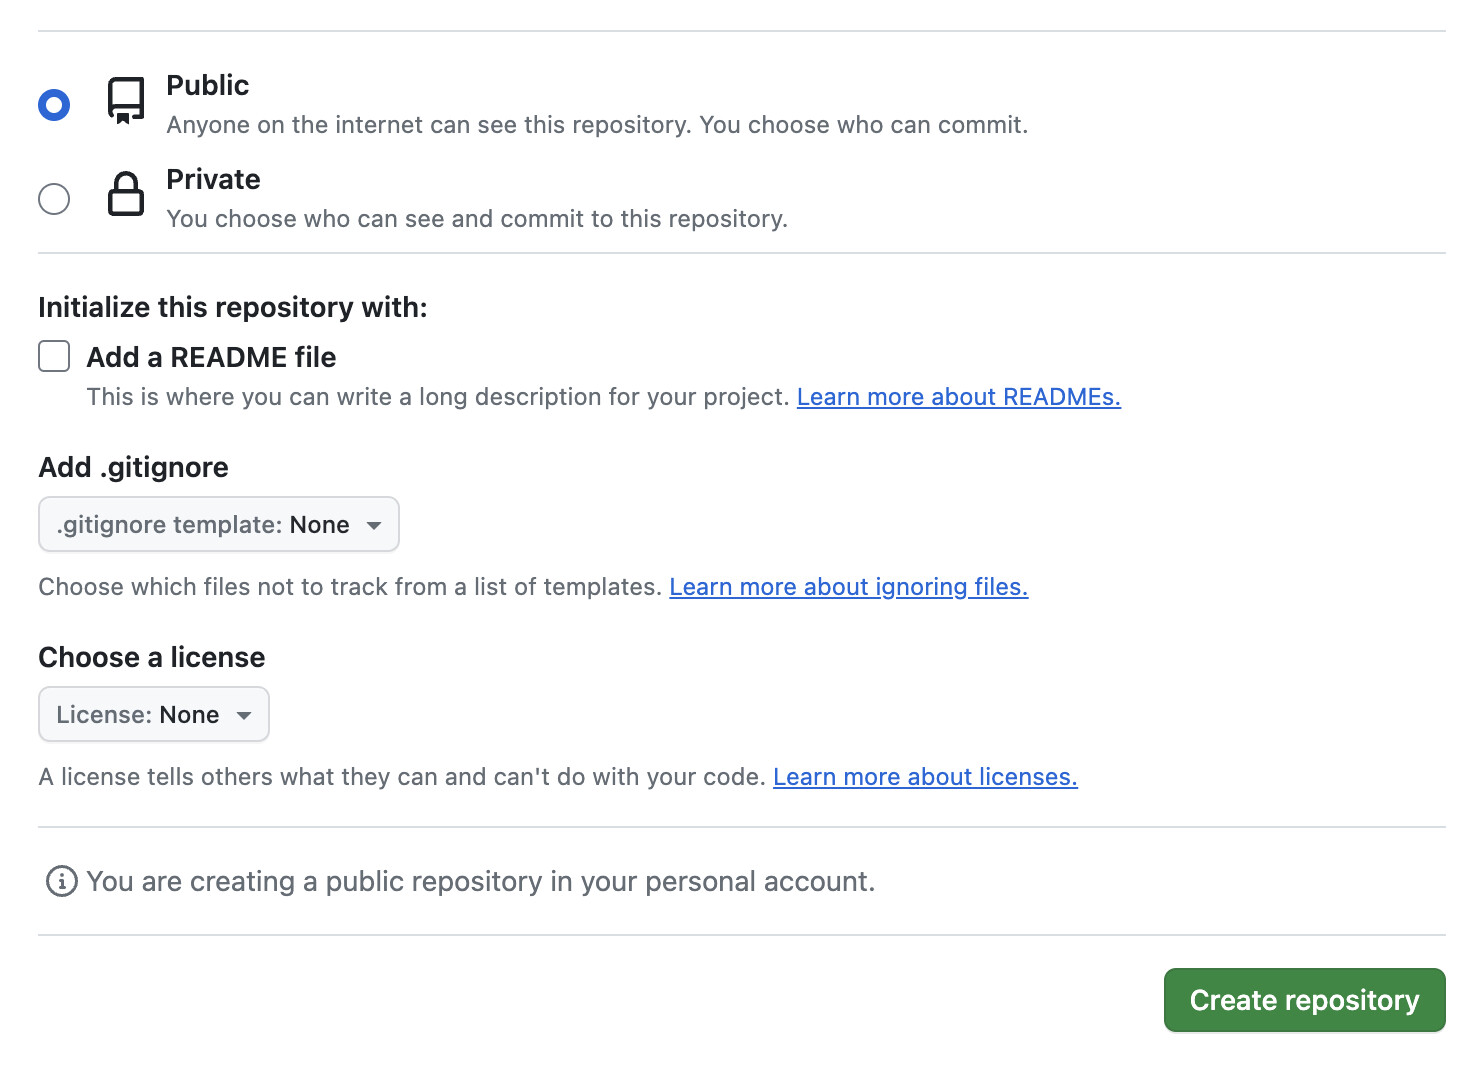 Public
Anyone on the internet can see this repository. You choose who can commit.
Private
You choose who can see and commit to this repository.
Initialize this repository with:
Add a README file
This is where you can write a long description for your project. Learn more about READMEs.
Add .gitignore
.gitignore template: None
Choose which files not to track from a list of templates. Learn more about ignoring files.
Choose a license
License: None
A license tells others what they can and can't do with your code. Learn more about licenses.
You are creating a public repository in your personal account.
Create repository